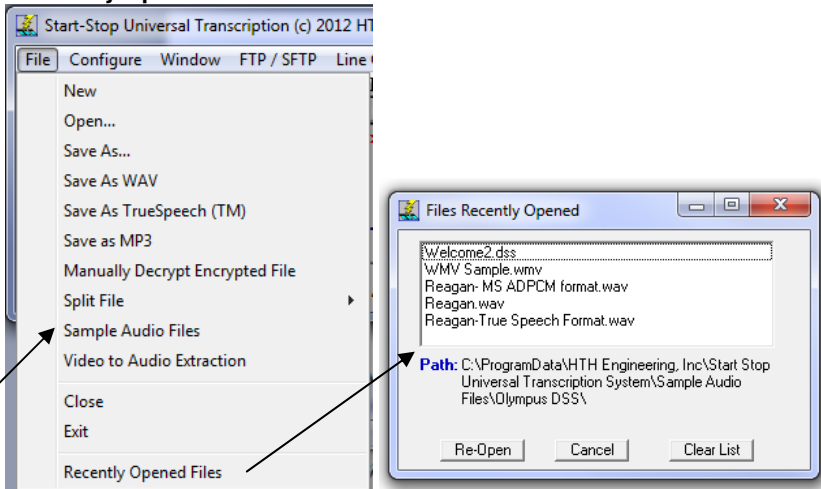 Start-Stop Universal Transcription (c) 2012 HT
File Configure Window FTP / SFTP Line
New
Open...
Save As...
Save As WAV
Save As TrueSpeech (TM)
Save as MP3
Manually Decrypt Encrypted File
Split File
Sample Audio Files
Video to Audio Extraction
Close
Exit
Recently Opened Files
Files Recently Opened
Welcome2.dss
WMV Sample.wmv
Reagan- MS ADPCM format.wav
Reagan.wav
Reagan-True Speech Format.wav
Path: C:\ProgramData\HTH Engineering, Inc\Start Stop
Universal Transcription System\Sample Audio
Files\Olympus DSS\
Re-Open Cancel Clear List